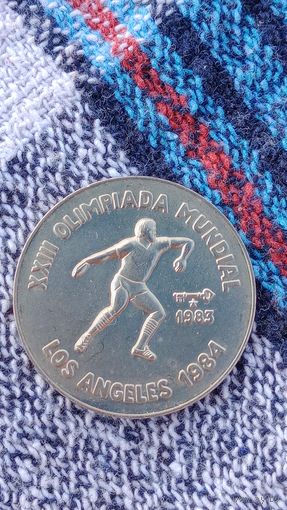 XXIII OLIMPIADA MUNDIAL
1983
LOS ANGELES 1984